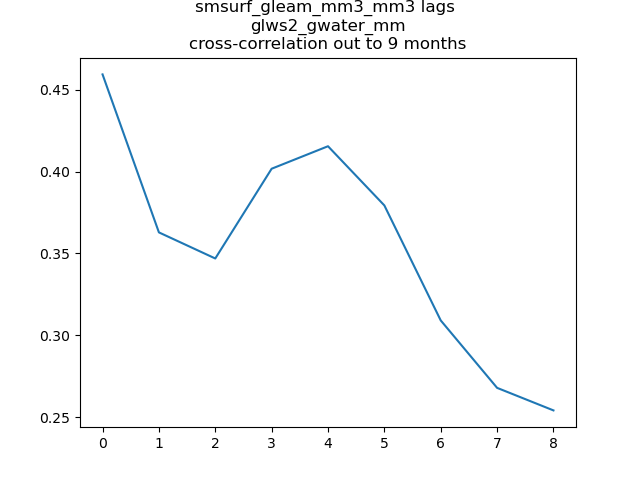 smsurf_gleam_mm3_mm3 lags
glws2_gwater_mm
cross-correlation out to 9 months
0.45
0.40
0.35
0.30
0.25
0 1 2 3 4 5 6 7 8